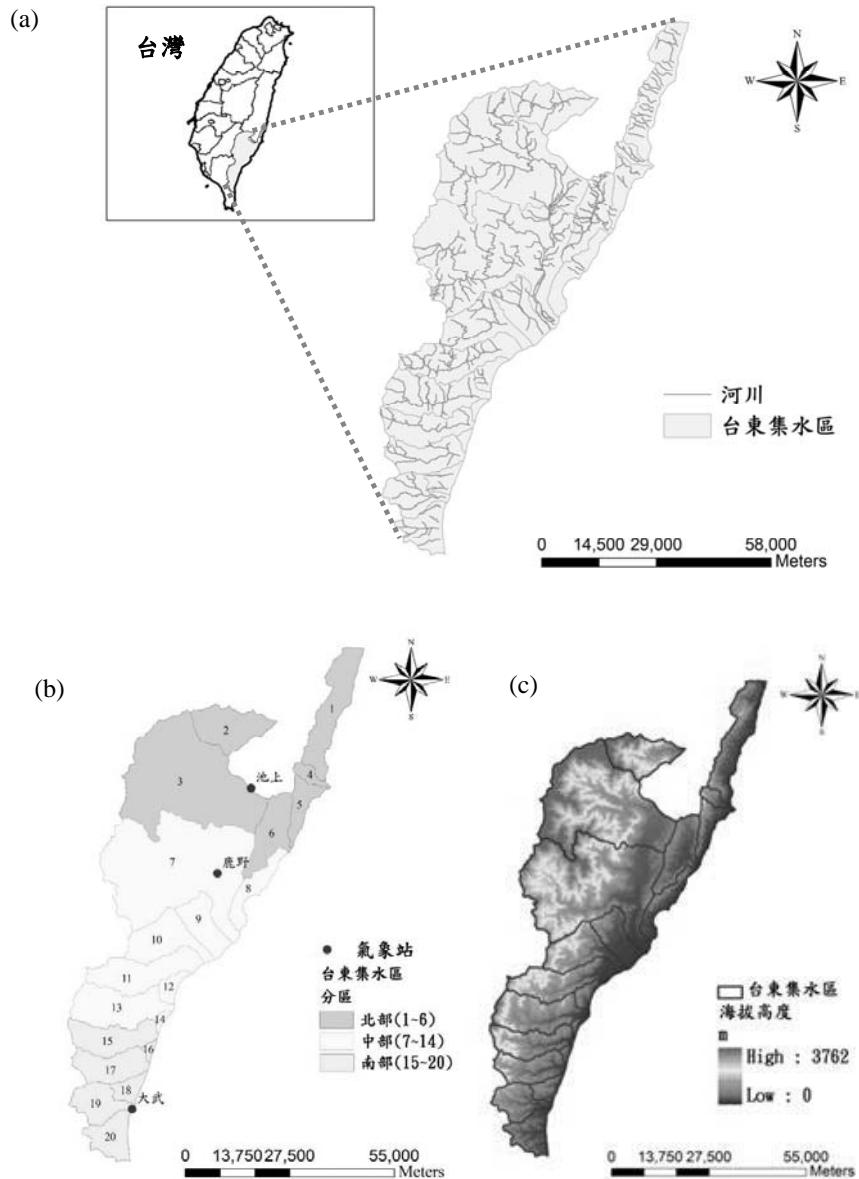 (a)
台灣
N
W
E
S
河川
台東集水區
0
14,500
29,000
58,000
Meters
(b)
N
W
E
S
1
2
3
4
5
6
7
8
9
10
11
12
13
14
15
16
17
18
19
20
池上
鹿野
大武
氣象站
台東集水區
分區
北部(1~6)
中部(7~14)
南部(15~20)
0
13,750
27,500
55,000
Meters
(c)
N
W
E
S
台東集水區
海拔高度
m
High : 3762
Low : 0
0
13,750
27,500
55,000
Meters